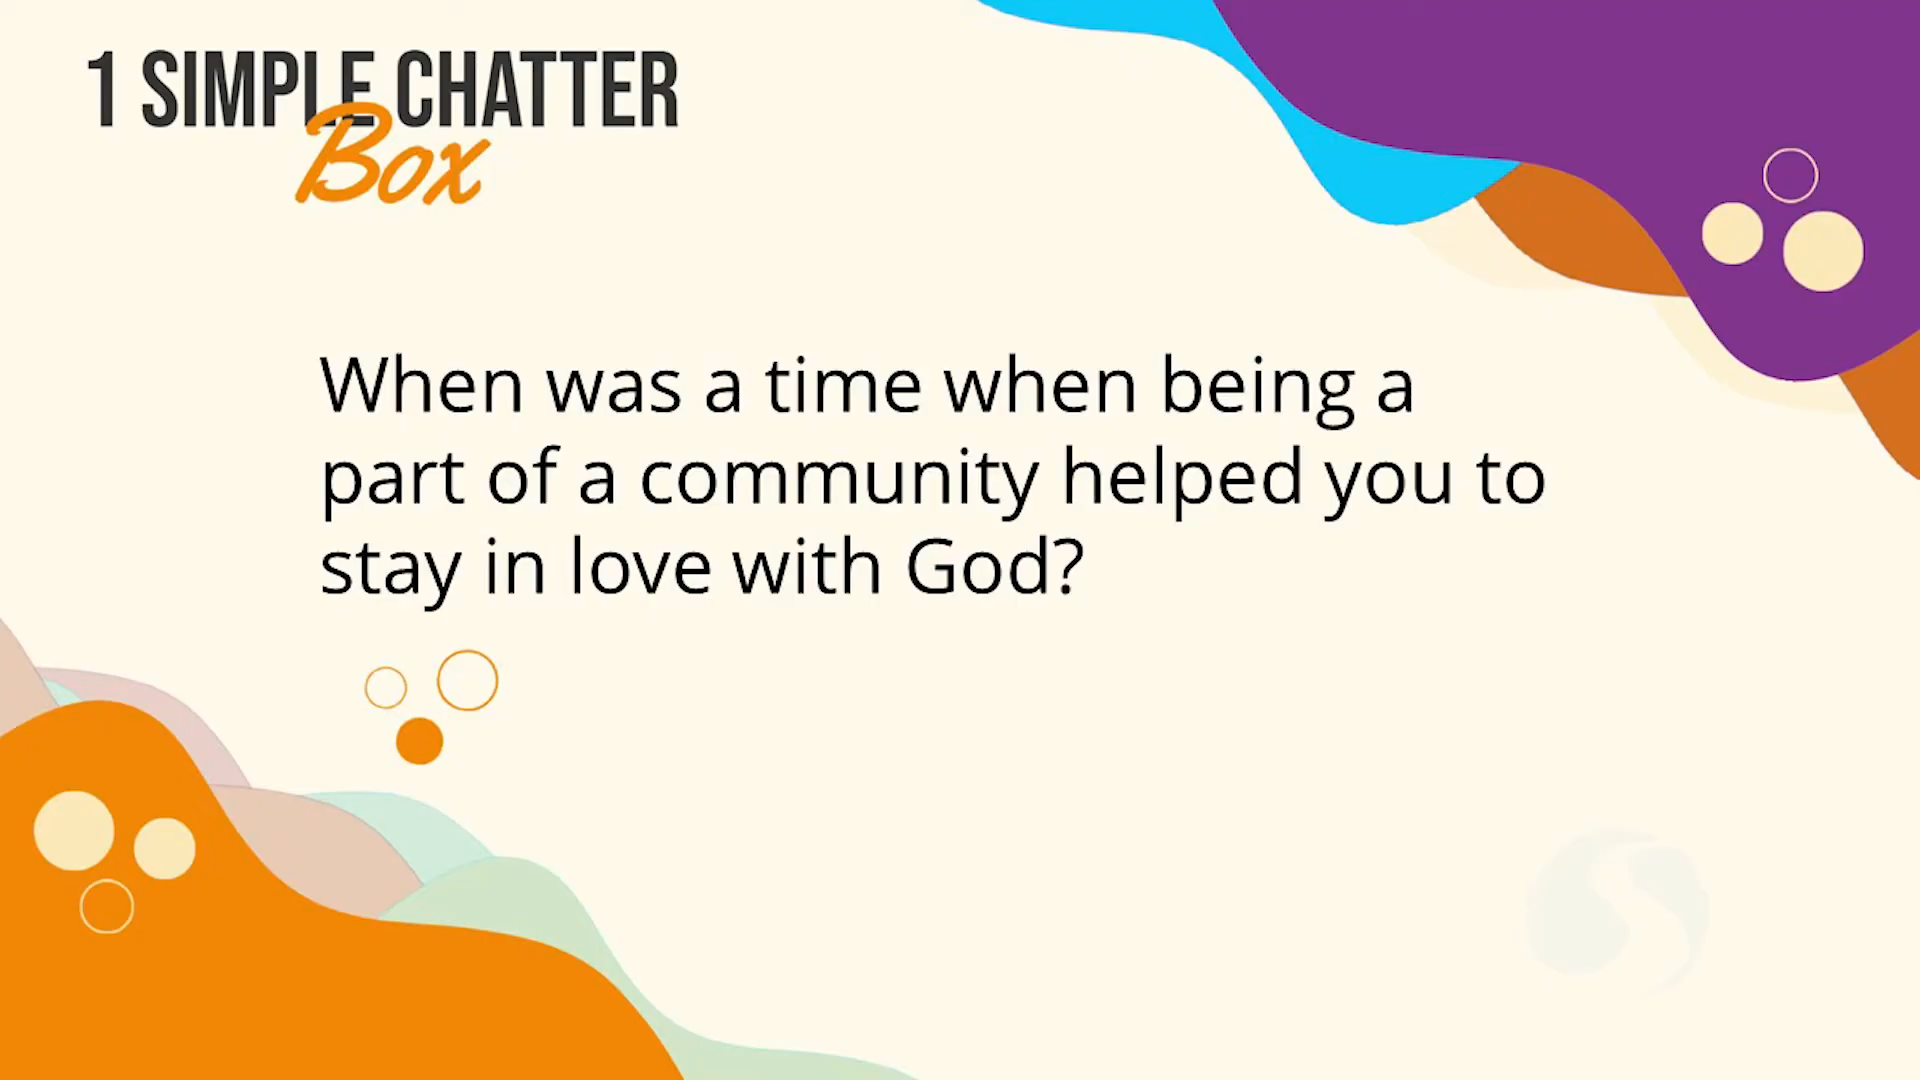 1 SIMPLE CHATTER
Box
When was a time when being a
part of a community helped you to
stay in love with God?